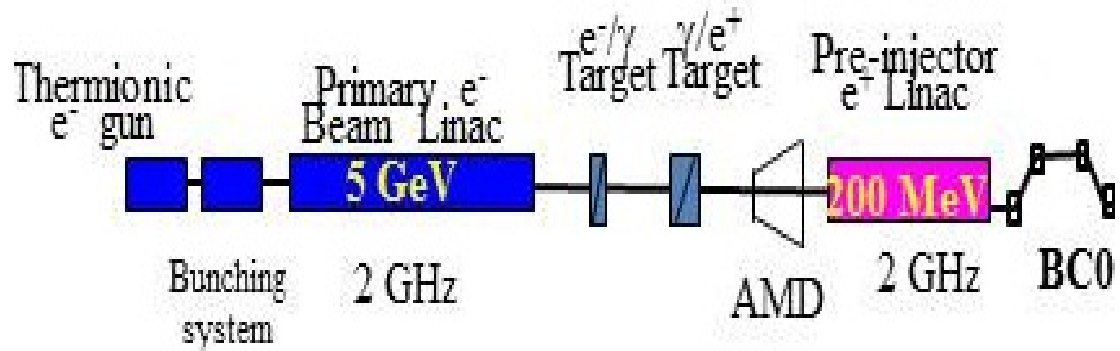 Thermionic
e⁻ gun
Primary e⁻
Beam Linac
e⁻/γ
Target
γ/e⁺
Target
Pre-injector
e⁺ Linac
5 GeV
200 MeV
Bunching
system
2 GHz
AMD
2 GHz
BC0